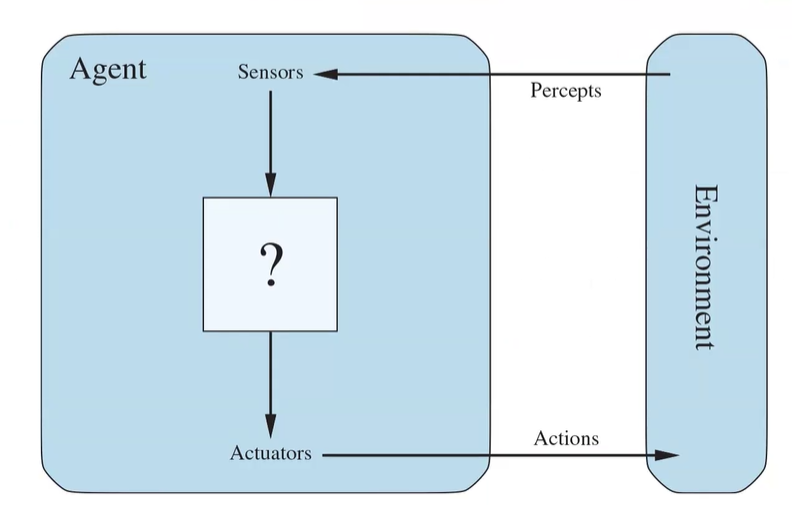 Agent
Sensors
Percepts
?
Environment
Actions
Actuators